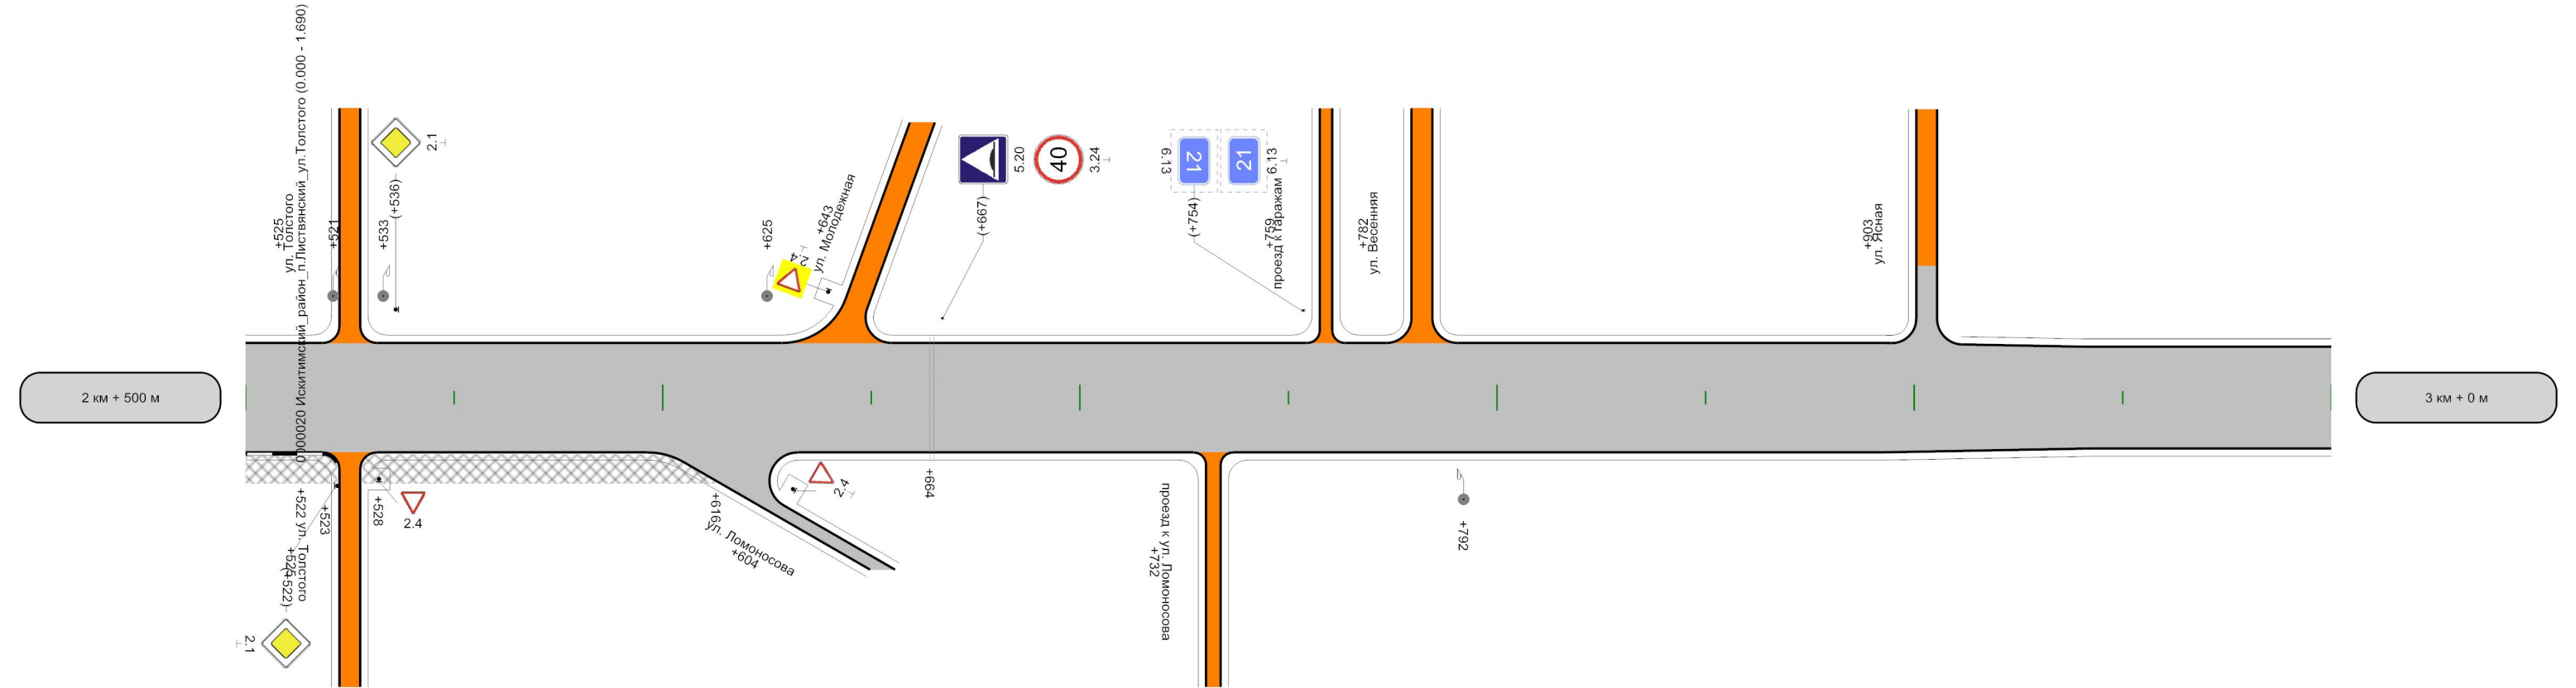 0000020 Искитимский_район_п.Листвянский_ул.Толстого (0.000 - 1.690)
+525
ул. Толстого
+521
+533
(+536)
2.1
+625
2.4
+643
ул. Молодежная
(+667)
5.20
40
3.24
6.13
21
21
6.13
(+754)
+759
проезд к гаражам
+782
ул. Весенняя
+903
ул. Ясная
2 км + 500 м
3 км + 0 м
+522 ул. Толстого
+523
+525
(+522)
2.1
+528
2.4
+616
ул. Ломоносова
+604
2.4
+664
проезд к ул. Ломоносова
+732
+792